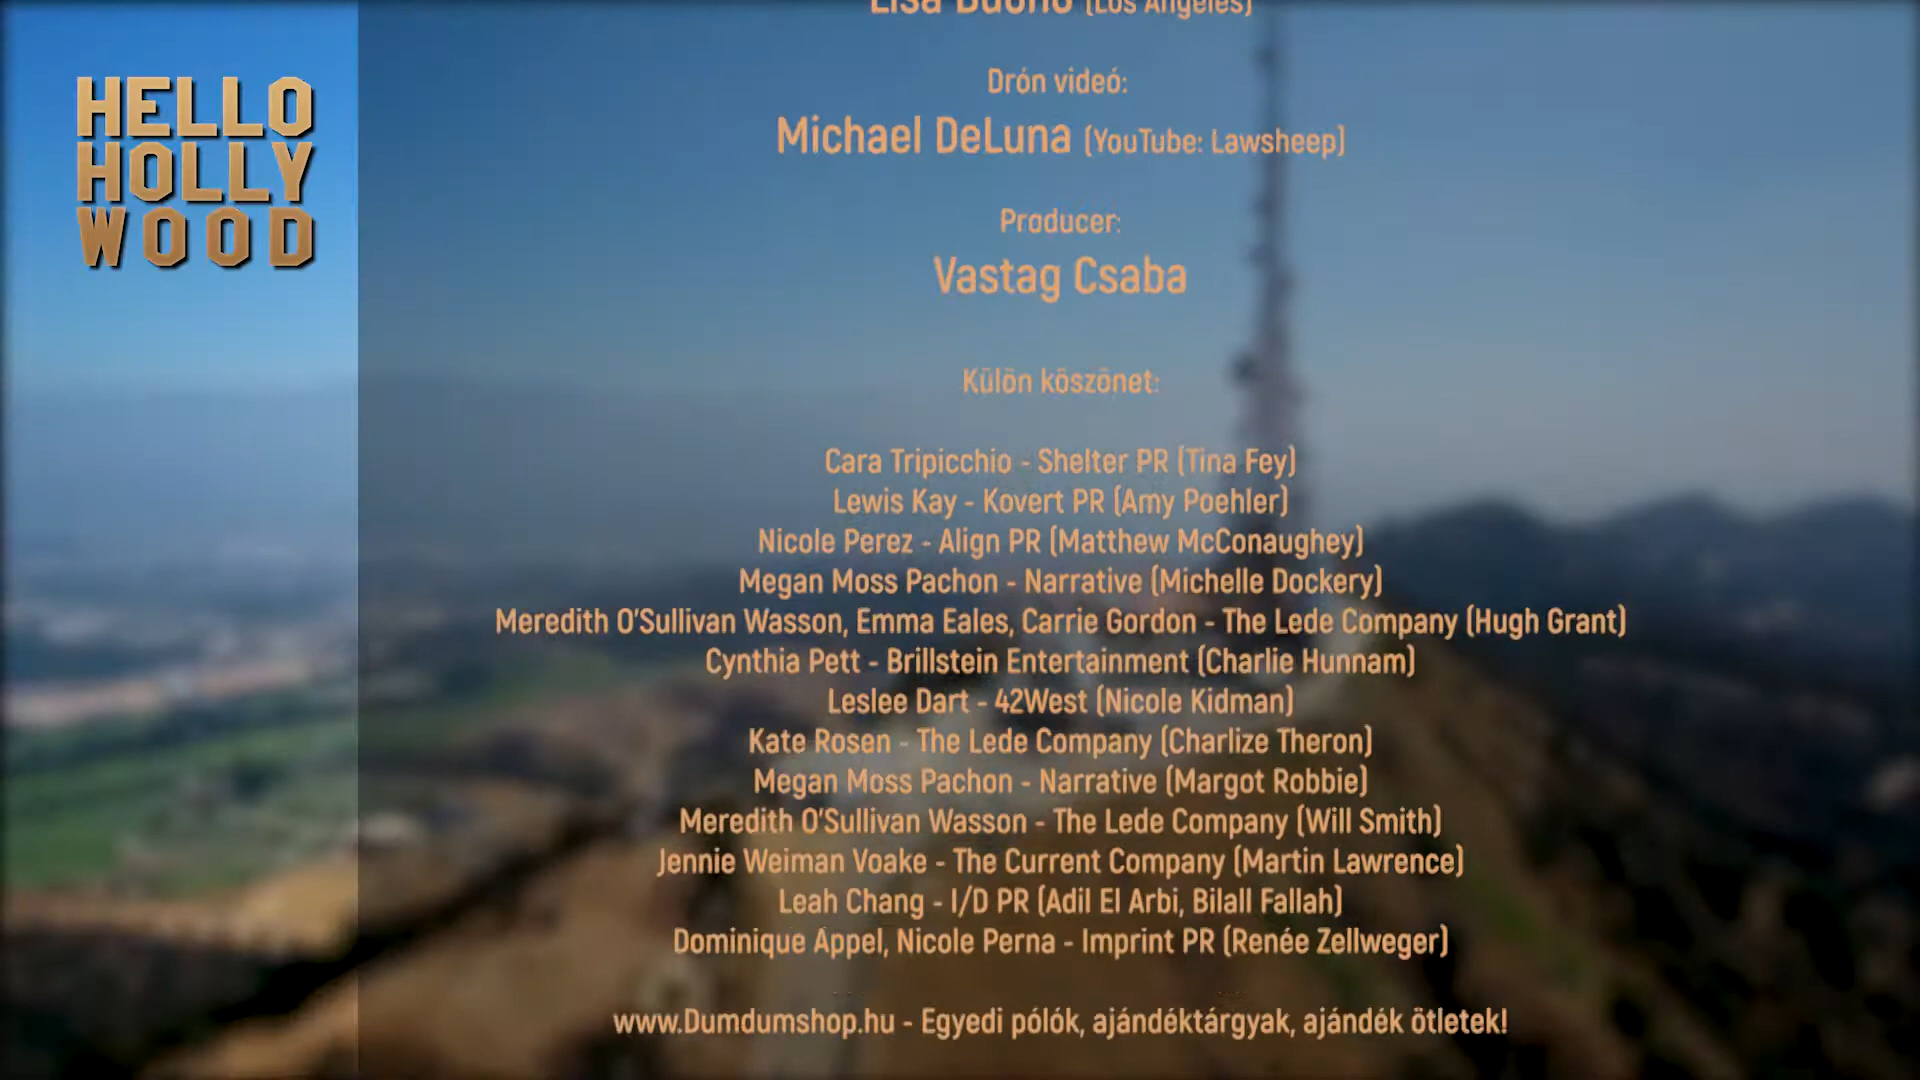 HELLO
HOLLY
WOOD
Lisa Buono (Los Angeles)
Drón videó:
Michael DeLuna (YouTube: Lawsheep)
Producer:
Vastag Csaba
Külön köszönet:
Cara Tripicchio - Shelter PR (Tina Fey)
Lewis Kay - Kovert PR (Amy Poehler)
Nicole Perez - Align PR (Matthew McConaughey)
Megan Moss Pachon - Narrative (Michelle Dockery)
Meredith O'Sullivan Wasson, Emma Eales, Carrie Gordon - The Lede Company (Hugh Grant)
Cynthia Pett - Brillstein Entertainment (Charlie Hunnam)
Leslee Dart - 42West (Nicole Kidman)
Kate Rosen - The Lede Company (Charlize Theron)
Megan Moss Pachon - Narrative (Margot Robbie)
Meredith O'Sullivan Wasson - The Lede Company (Will Smith)
Jennie Weiman Voake - The Current Company (Martin Lawrence)
Leah Chang - I/D PR (Adil El Arbi, Bilall Fallah)
Dominique Appel, Nicole Perna - Imprint PR (Renée Zellweger)
www.Dumdumshop.hu - Egyedi pólók, ajándéktárgyak, ajándék ötletek!